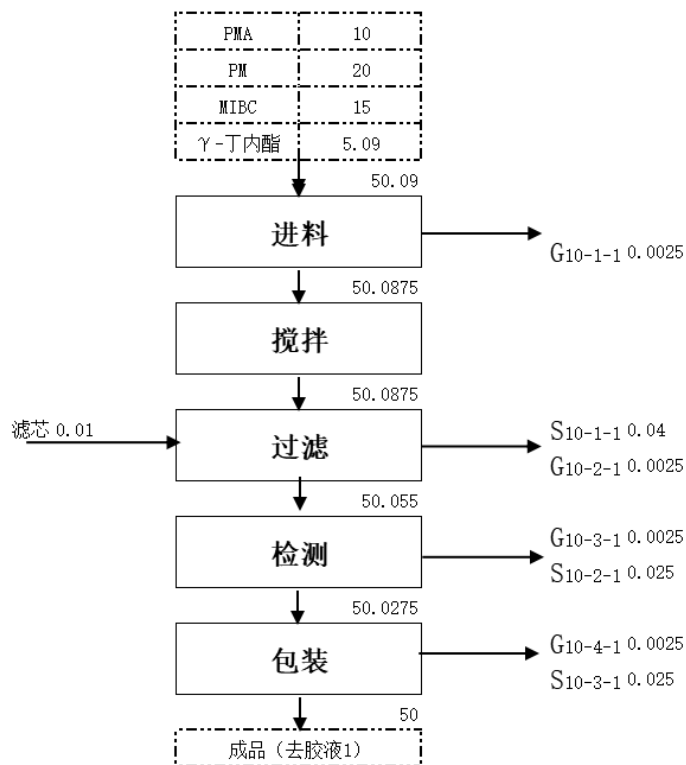 PMA 10
PM 20
MIBC 15
γ-丁内酯 5.09
50.09
进料
G10-1-1 0.0025
50.0875
搅拌
50.0875
滤芯 0.01
过滤
S10-1-1 0.04
G10-2-1 0.0025
50.055
检测
G10-3-1 0.0025
S10-2-1 0.025
50.0275
包装
G10-4-1 0.0025
S10-3-1 0.025
50
成品（去胶液1）